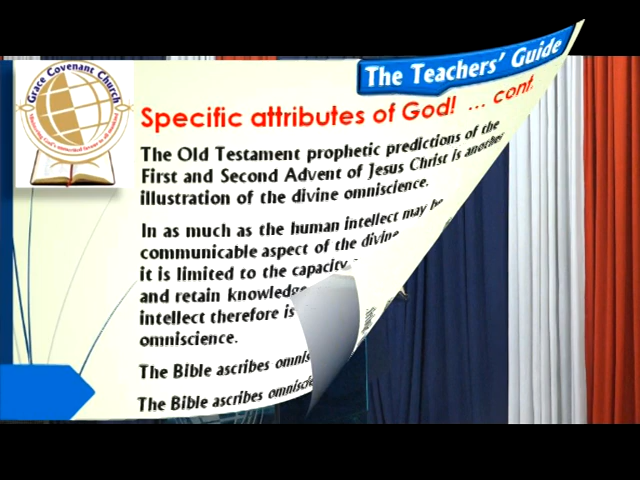 Grace Covenant Church
The Teachers' Guide
Specific attributes of God! ... cont.
The Old Testament prophetic predictions of the
First and Second Advent of Jesus Christ is another
illustration of the divine omniscience.
In as much as the human intellect may be
communicable aspect of the divine
it is limited to the capacity
and retain knowledge
intellect therefore is
omniscience.
The Bible ascribes omnis
The Bible ascribes omniscie